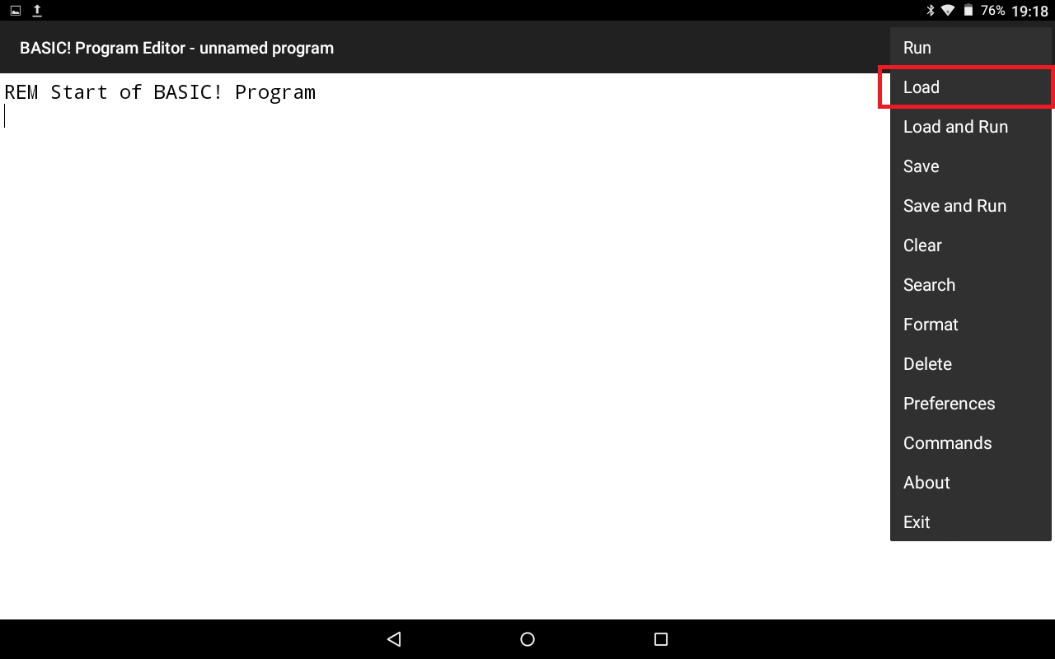 76% 19:18
BASIC! Program Editor - unnamed program
REM Start of BASIC! Program
Run
Load
Load and Run
Save
Save and Run
Clear
Search
Format
Delete
Preferences
Commands
About
Exit